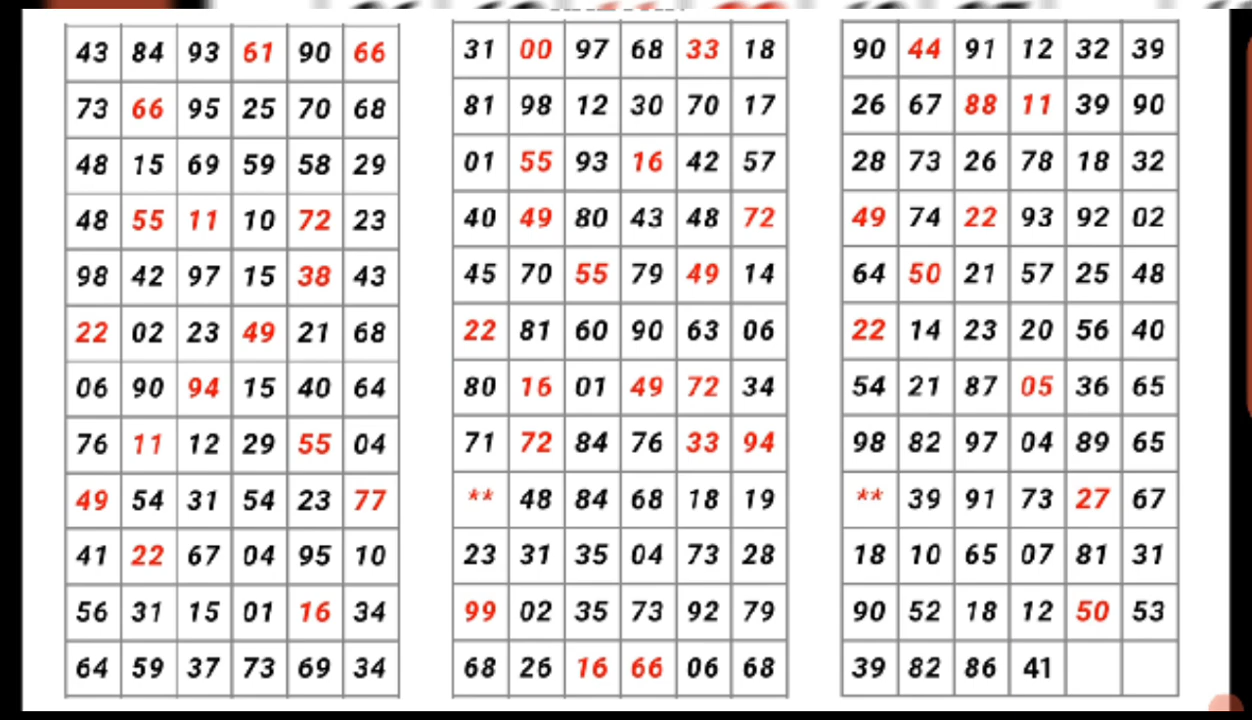 43 84 93 61 90 66
73 66 95 25 70 68
48 15 69 59 58 29
48 55 11 10 72 23
98 42 97 15 38 43
22 02 23 49 21 68
06 90 94 15 40 64
76 11 12 29 55 04
49 54 31 54 23 77
41 22 67 04 95 10
56 31 15 01 16 34
64 59 37 73 69 34
31 00 97 68 33 18
81 98 12 30 70 17
01 55 93 16 42 57
40 49 80 43 48 72
45 70 55 79 49 14
22 81 60 90 63 06
80 16 01 49 72 34
71 72 84 76 33 94
** 48 84 68 18 19
23 31 35 04 73 28
99 02 35 73 92 79
68 26 16 66 06 68
90 44 91 12 32 39
26 67 88 11 39 90
28 73 26 78 18 32
49 74 22 93 92 02
64 50 21 57 25 48
22 14 23 20 56 40
54 21 87 05 36 65
98 82 97 04 89 65
** 39 91 73 27 67
18 10 65 07 81 31
90 52 18 12 50 53
39 82 86 41